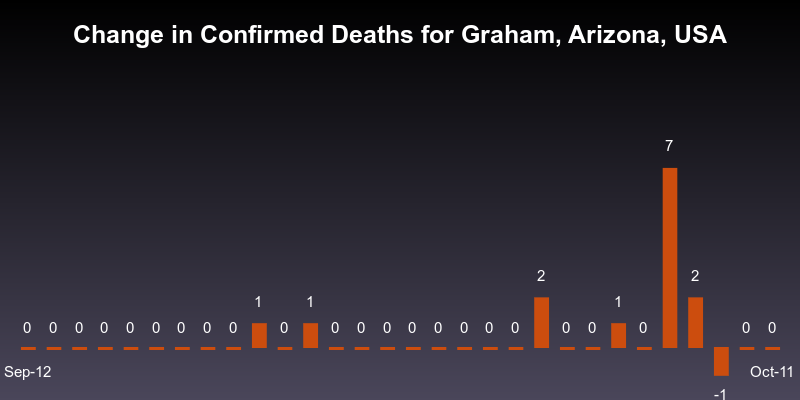 Change in Confirmed Deaths for Graham, Arizona, USA
7
2 2
1 1 1
0 0 0 0 0 0 0 0 0 0 0 0 0 0 0 0 0 0 0 0 0 0 0
Sep-12 Oct-11
-1